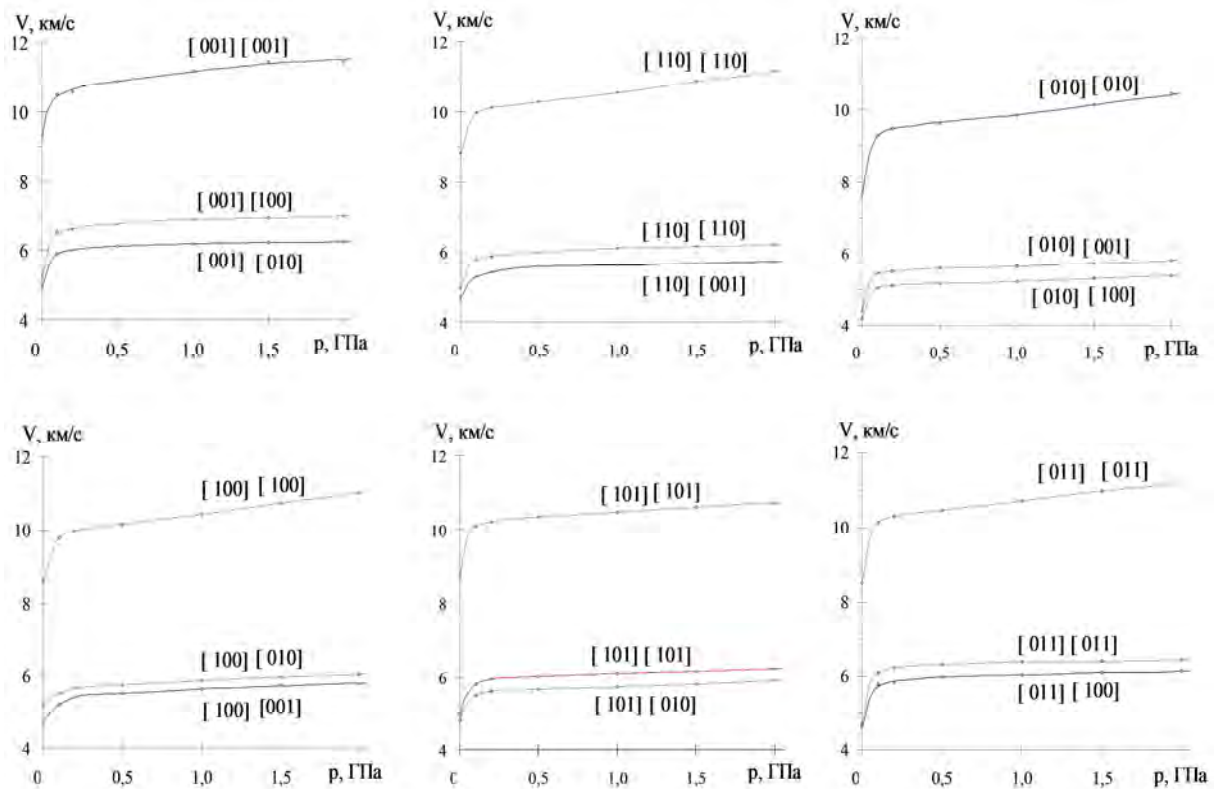 V, км/с
12
10
8
6
4
0
0,5
1,0
1,5
р, ГПа
[ 001] [ 001]
[ 001] [100]
[ 001] [ 010]
V, км/с
12
10
8
6
4
0
0,5
1,0
1,5
р, ГПа
[ 110] [ 110]
[ 110] [ 110]
[ 110] [ 001]
V, км/с
12
10
8
6
4
0
0,5
1,0
1,5
р, ГПа
[ 010] [ 010]
[ 010] [ 001]
[ 010] [ 100]
V, км/с
12
10
8
6
4
0
0,5
1,0
1,5
р, ГПа
[ 100] [ 100]
[ 100] [ 010]
[ 100] [001]
V, км/с
12
10
8
6
4
0
0,5
1,0
1,5
р, ГПа
[ 101] [ 101]
[ 101] [ 101]
[ 101] [ 010]
V, км/с
12
10
8
6
4
0
0,5
1,0
1,5
р, ГПа
[ 011] [ 011]
[ 011] [ 011]
[ 011] [ 100]